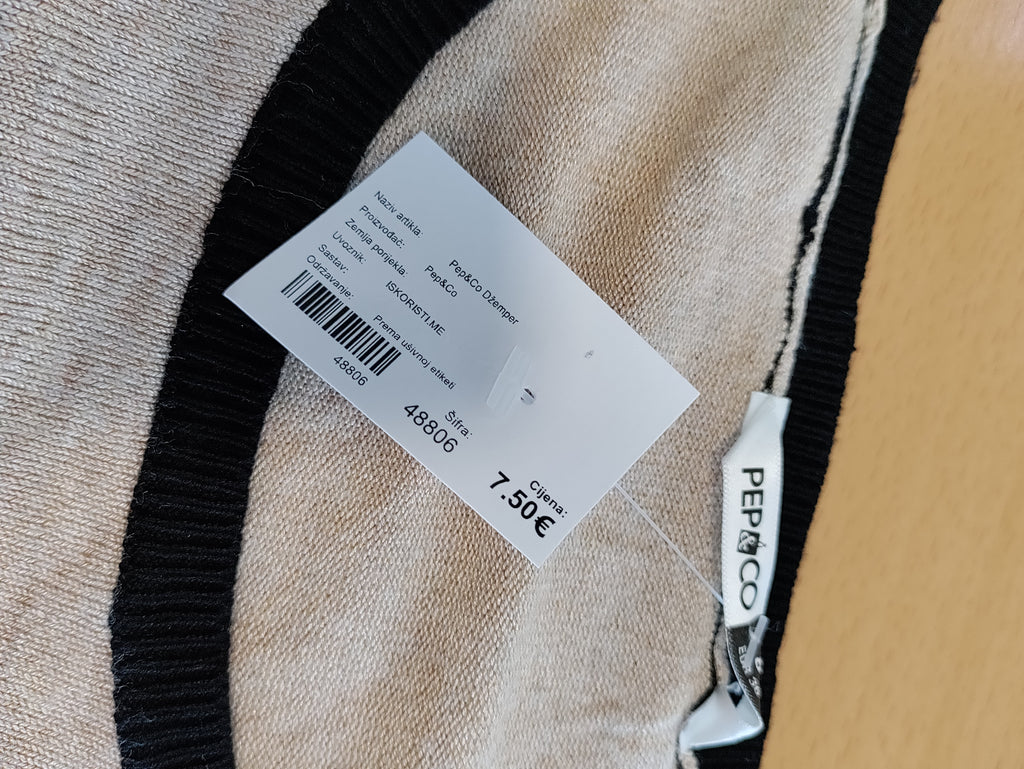 Naziv artikla: Pep&Co Džemper
Proizvođač: Pep&Co
Zemlja porijekla:
Uvoznik: ISKORISTI.ME
Sastav:
Održavanje: Prema ušivnoj etiketi
48806
Šifra:
48806
Cijena:
7.50€
PEP&CO